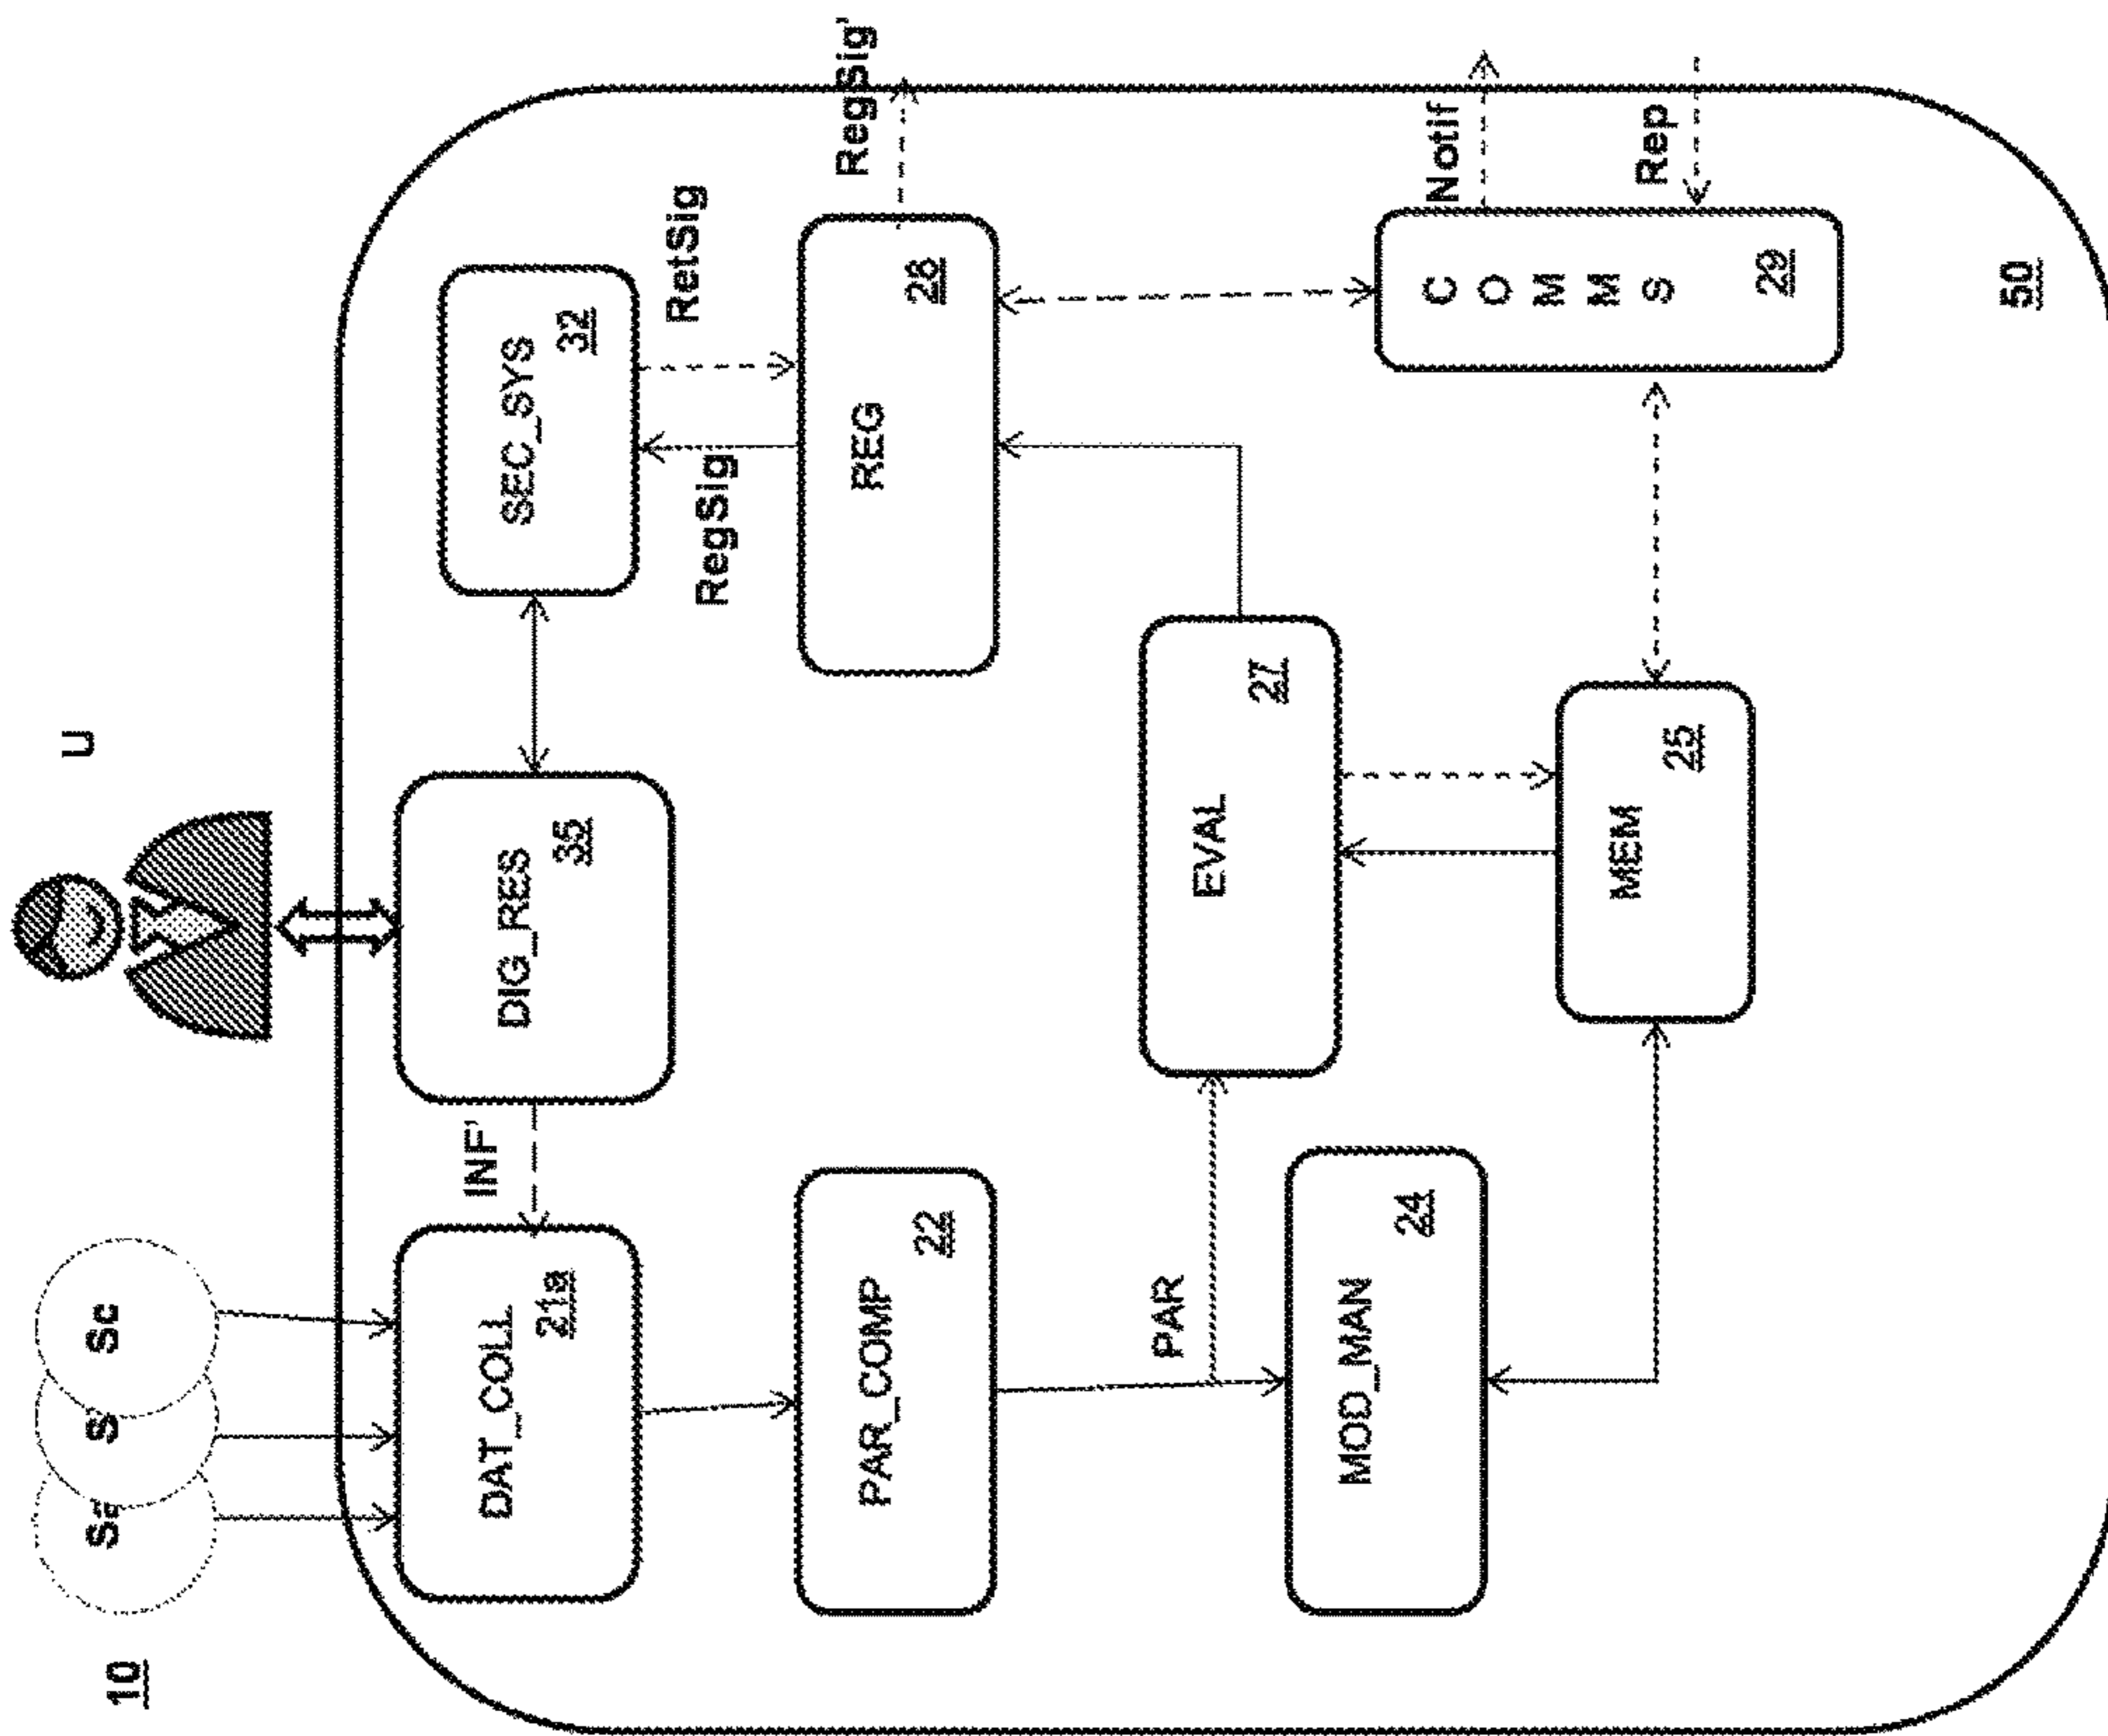 10
S
Sc
U
DAT_COLL
21a
INF'
DIG_RES
35
SEC_SYS
32
PAR_COMP
22
RegSig
RetSig
REG
28
RegSig'
PAR
EVAL
27
MOD_MAN
24
MEM
25
COMMS
29
Notif
Rep
50